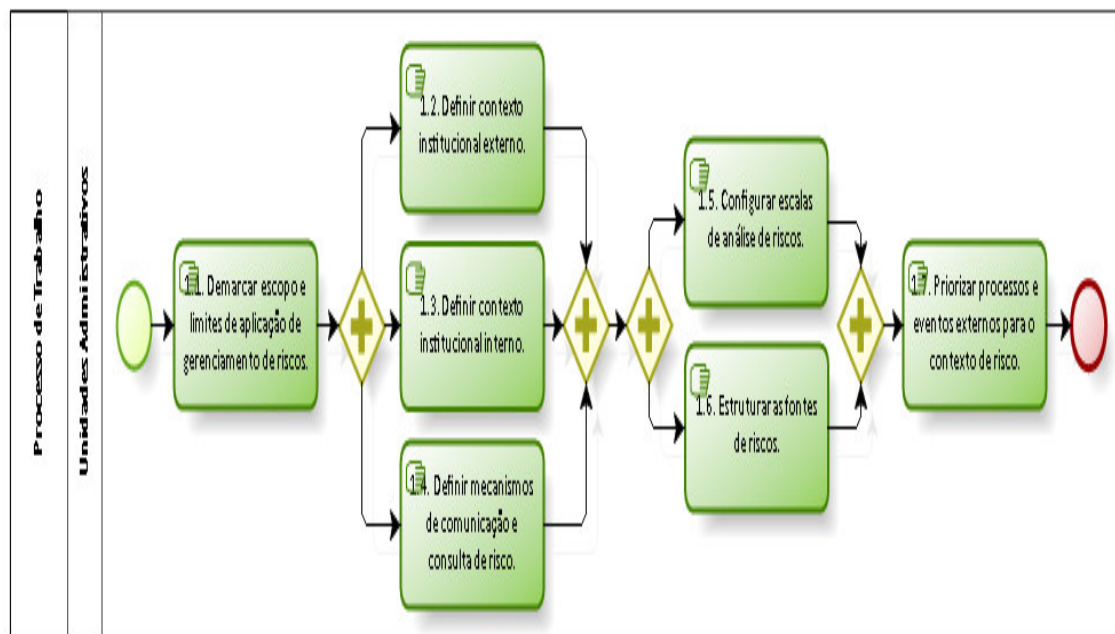 Processo de Trabalho
Unidades Admiistrativos
1.1. Demarcar escopo e
limites de aplicação de
gerenciamento de riscos.
1.2. Definir contexto
institucional externo.
1.3. Definir contexto
institucional interno.
1.4. Definir mecanismos
de comunicação e
consulta de risco.
1.5. Configurar escalas
de análise de riscos.
1.6. Estruturar as fontes
de riscos.
1.7. Priorizar processos e
eventos externos para o
contexto de risco.